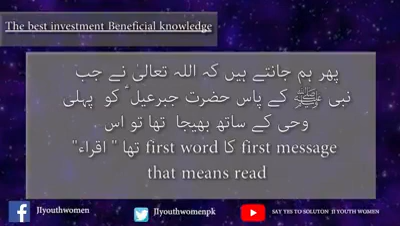 The best investment Beneficial knowledge
پھر ہم جانتے ہیں کہ اللہ تعالیٰ نے جب
نبی ﷺ کے پاس حضرت جبرعیل ؑ کو پہلی
وحی کے ساتھ بھیجا تھا تو اس
first message کا first word تھا " اقراء"
that means read
JIyouthwomen
JIyouthwomenpk
SAY YES TO SOLUTON JI YOUTH WOMEN